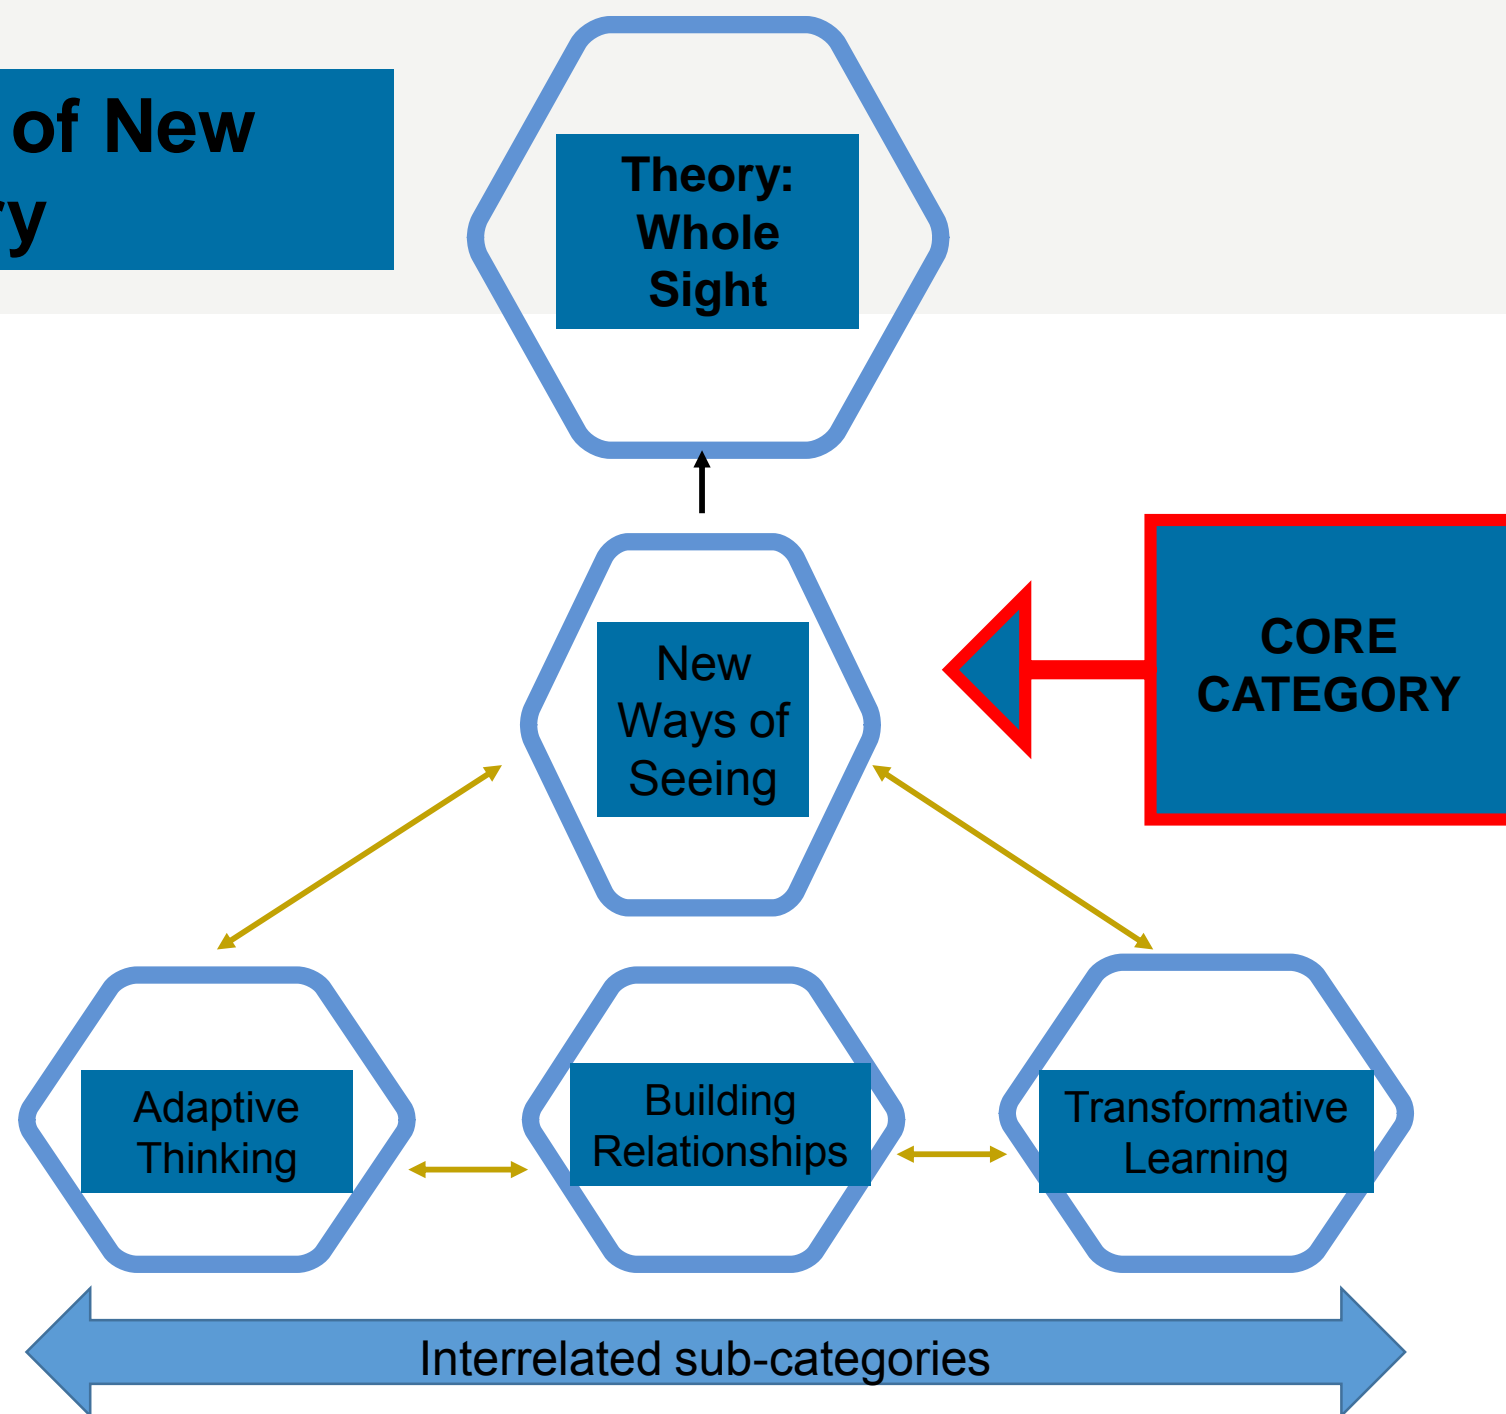 of New
ry
Theory:
Whole
Sight
New
Ways of
Seeing
CORE
CATEGORY
Adaptive
Thinking
Building
Relationships
Transformative
Learning
Interrelated sub-categories